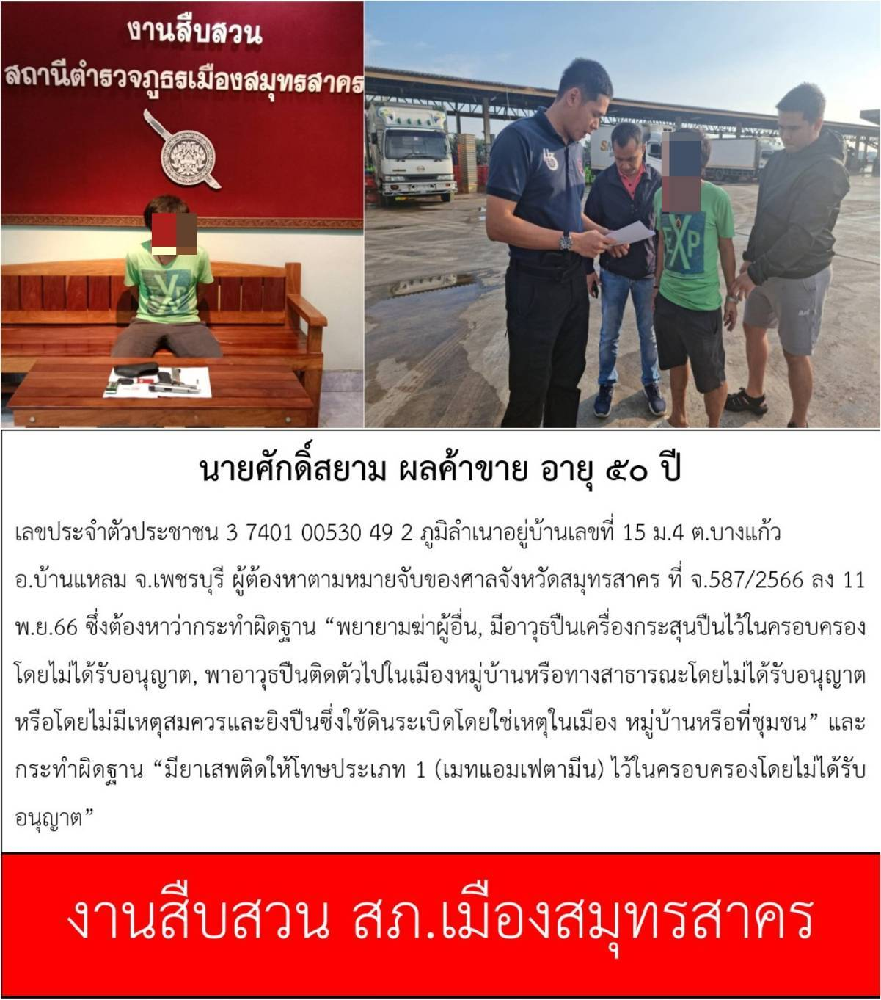 งานสืบสวน
สถานีตำรวจภูธรเมืองสมุทรสาคร
EXP
EXP
นายศักดิ์สยาม ผลค้าขาย อายุ ๕๐ ปี
เลขประจำตัวประชาชน 3 7401 00530 49 2 ภูมิลำเนาอยู่บ้านเลขที่ 15 ม.4 ต.บางแก้ว
อ.บ้านแหลม จ.เพชรบุรี ผู้ต้องหาตามหมายจับของศาลจังหวัดสมุทรสาคร ที่ จ.587/2566 ลง 11
พ.ย.66 ซึ่งต้องหาว่ากระทำผิดฐาน “พยายามฆ่าผู้อื่น, มีอาวุธปืนเครื่องกระสุนปืนไว้ในครอบครอง
โดยไม่ได้รับอนุญาต, พาอาวุธปืนติดตัวไปในเมืองหมู่บ้านหรือทางสาธารณะโดยไม่ได้รับอนุญาต
หรือโดยไม่มีเหตุสมควรและยิงปืนซึ่งใช้ดินระเบิดโดยใช่เหตุในเมือง หมู่บ้านหรือที่ชุมชน” และ
กระทำผิดฐาน “มียาเสพติดให้โทษประเภท 1 (เมทแอมเฟตามีน) ไว้ในครอบครองโดยไม่ได้รับ
อนุญาต”
งานสืบสวน สภ.เมืองสมุทรสาคร